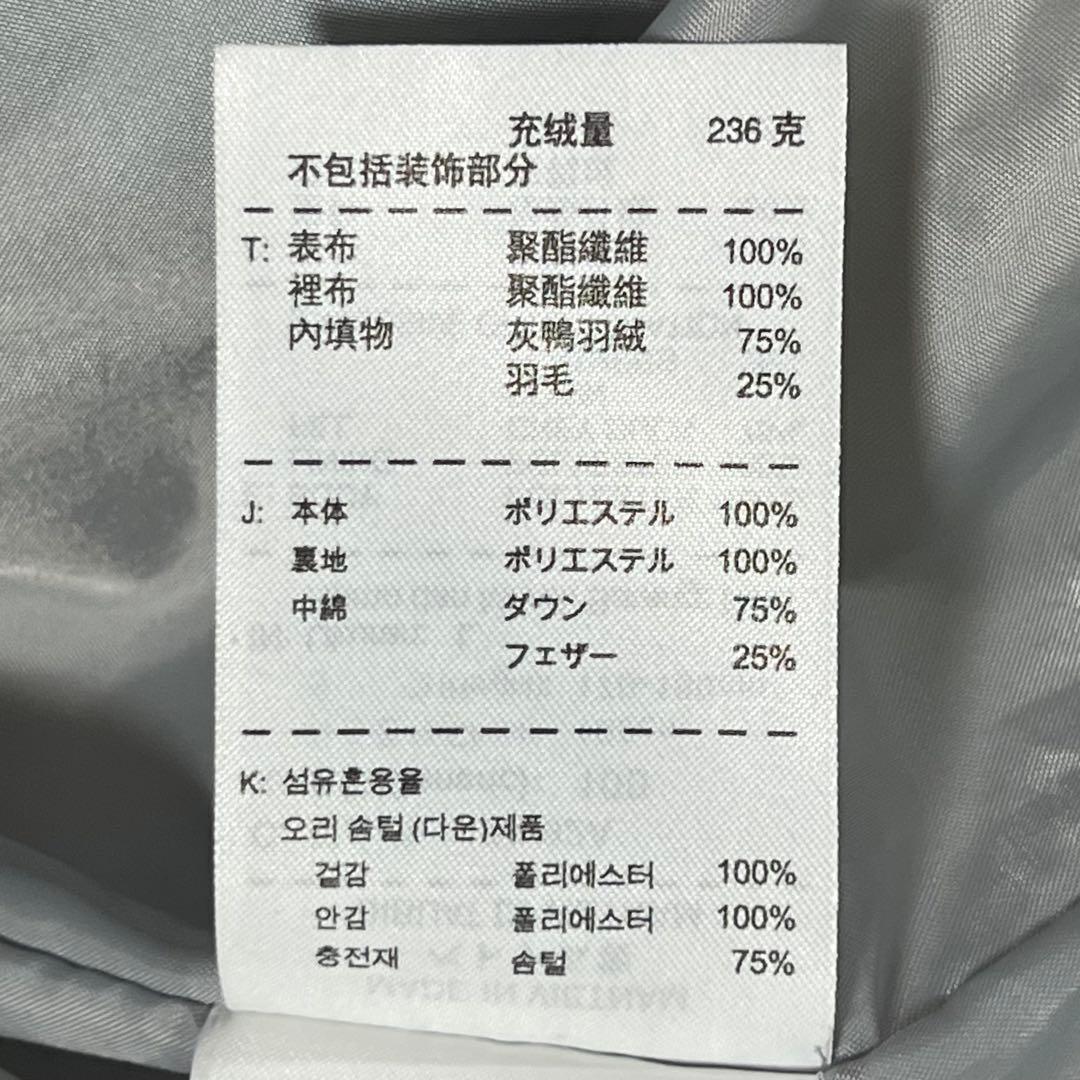 充绒量 236 克
不包括装饰部分
T: 表布 聚酯纖維 100%
裡布 聚酯纖維 100%
內填物 灰鴨羽絨 75%
羽毛 25%
J: 本体 ポリエステル 100%
裏地 ポリエステル 100%
中綿 ダウン 75%
フェザー 25%
K: 섬유혼용율
오리 솜털 (다운)제품
겉감 폴리에스터 100%
안감 폴리에스터 100%
충전재 솜털 75%